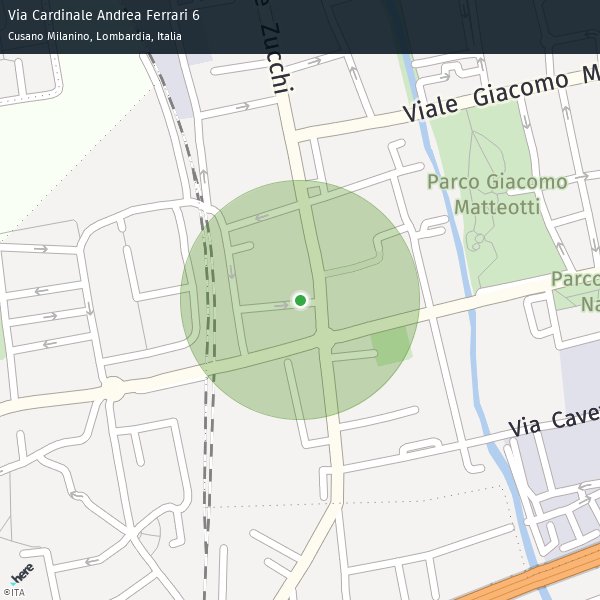 Via Cardinale Andrea Ferrari 6
Cusano Milanino, Lombardia, Italia
Zucchi
Viale Giacomo M
Parco Giacomo
Matteotti
Parco
Na
Via Cave
here
©ITA